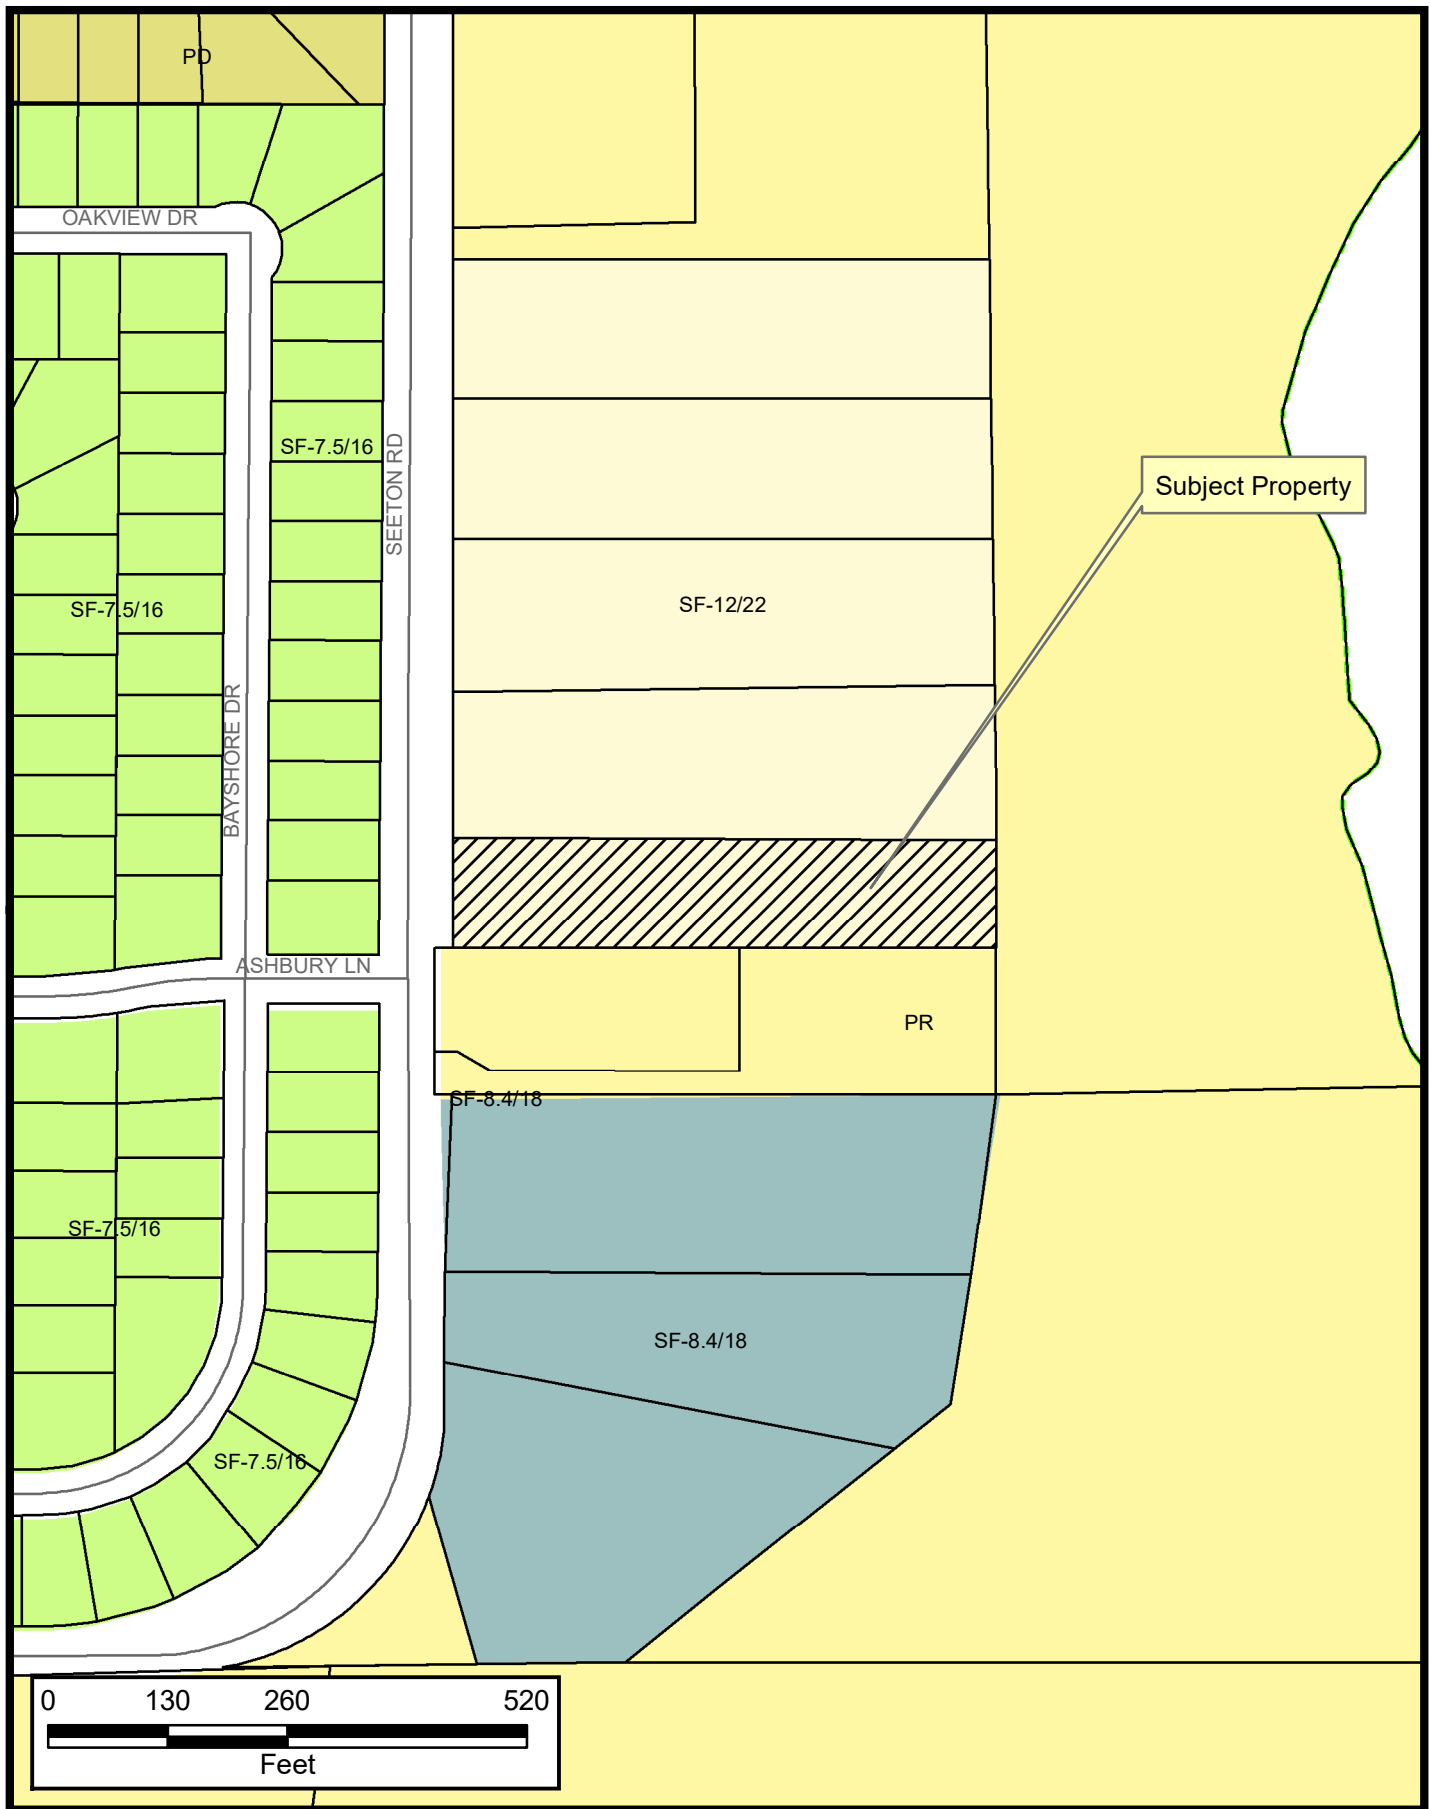 PD
OAKVIEW DR
SF-7.5/16
SEETON RD
Subject Property
SF-12/22
SF-7.5/16
BAYSHORE DR
ASHBURY LN
PR
SF-8.4/18
SF-7.5/16
SF-8.4/18
SF-7.5/16
0 130 260 520
Feet